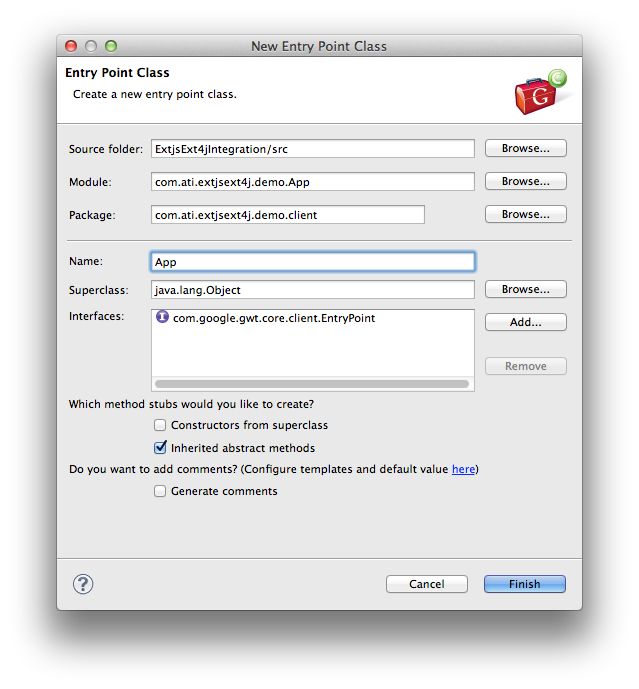 New Entry Point Class
Entry Point Class
Create a new entry point class.
G
C
Source folder: ExtjsExt4jIntegration/src Browse...
Module: com.ati.extjsext4j.demo.App Browse...
Package: com.ati.extjsext4j.demo.client Browse...
Name: App
Superclass: java.lang.Object Browse...
Interfaces: I com.google.gwt.core.client.EntryPoint Add...
Remove
Which method stubs would you like to create?
Constructors from superclass
Inherited abstract methods
Do you want to add comments? (Configure templates and default value here)
Generate comments
? Cancel Finish